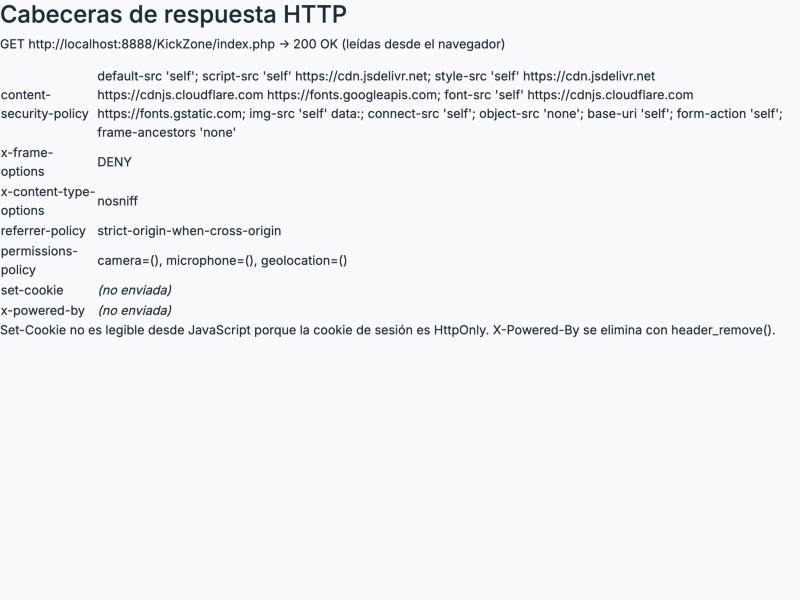 Cabeceras de respuesta HTTP
GET http://localhost:8888/KickZone/index.php → 200 OK (leídas desde el navegador)
content-security-policy default-src 'self'; script-src 'self' https://cdn.jsdelivr.net; style-src 'self' https://cdn.jsdelivr.net
https://cdnjs.cloudflare.com https://fonts.googleapis.com; font-src 'self' https://cdnjs.cloudflare.com
https://fonts.gstatic.com; img-src 'self' data:; connect-src 'self'; object-src 'none'; base-uri 'self'; form-action 'self';
frame-ancestors 'none'
x-frame-options DENY
x-content-type-options nosniff
referrer-policy strict-origin-when-cross-origin
permissions-policy camera=(), microphone=(), geolocation=()
set-cookie (no enviada)
x-powered-by (no enviada)
Set-Cookie no es legible desde JavaScript porque la cookie de sesión es HttpOnly. X-Powered-By se elimina con header_remove().